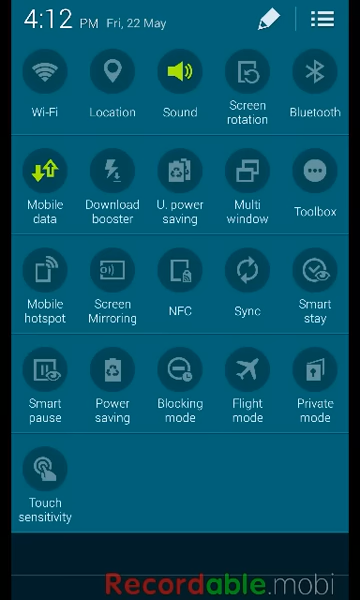 4:12 PM Fri, 22 May
Wi-Fi
Location
Sound
Screen
rotation
Bluetooth
Mobile
data
Download
booster
U. power
saving
Multi
window
Toolbox
Mobile
hotspot
Screen
Mirroring
NFC
Sync
Smart
stay
Smart
pause
Power
saving
Blocking
mode
Flight
mode
Private
mode
Touch
sensitivity
Recordable.mobi